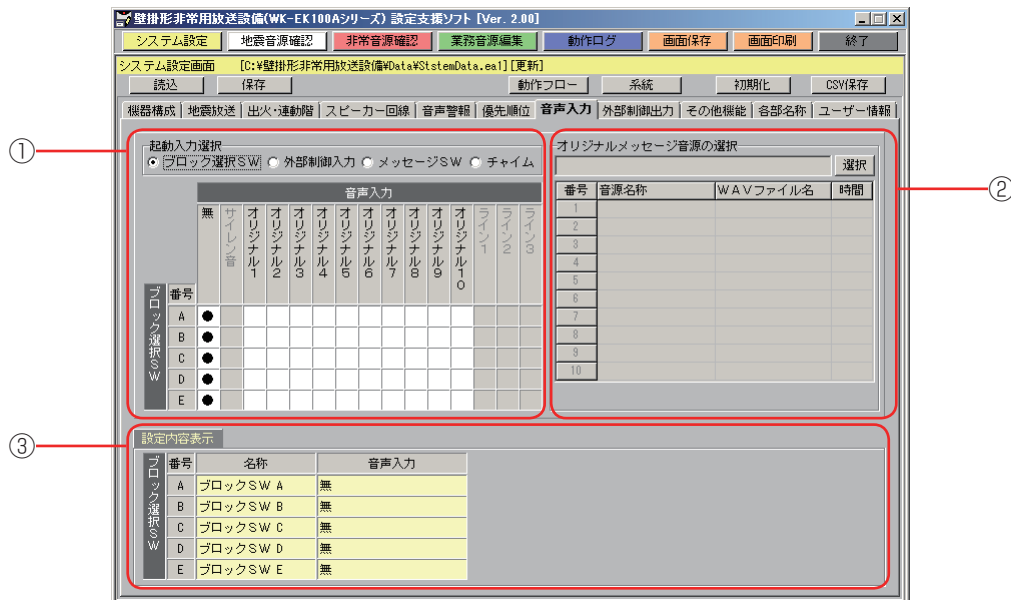 壁掛形非常用放送設備(WK-EK100Aシリーズ) 設定支援ソフト [Ver. 2.00]
システム設定 地震音源確認 非常音源確認 業務音源編集 動作ログ 画面保存 画面印刷 終了
システム設定画面 [C:¥壁掛形非常用放送設備¥Data¥StstemData.ea1][更新]
読込 保存 動作フロー 系統 初期化 CSV保存
機器構成 地震放送 出火・連動階 スピーカー回線 音声警報 優先順位 音声入力 外部制御出力 その他機能 各部名称 ユーザー情報
①
起動入力選択
ブロック選択SW 外部制御入力 メッセージSW チャイム
音声入力
無 サイレン音 オリジナル1 オリジナル2 オリジナル3 オリジナル4 オリジナル5 オリジナル6 オリジナル7 オリジナル8 オリジナル9 オリジナル10 ライン1 ライン2 ライン3
ブロック選択SW
番号
A ●
B ●
C ●
D ●
E ●
②
オリジナルメッセージ音源の選択
選択
番号 音源名称 WAVファイル名 時間
1
2
3
4
5
6
7
8
9
10
③
設定内容表示
ブロック選択SW
番号 名称 音声入力
A ブロックSW A 無
B ブロックSW B 無
C ブロックSW C 無
D ブロックSW D 無
E ブロックSW E 無